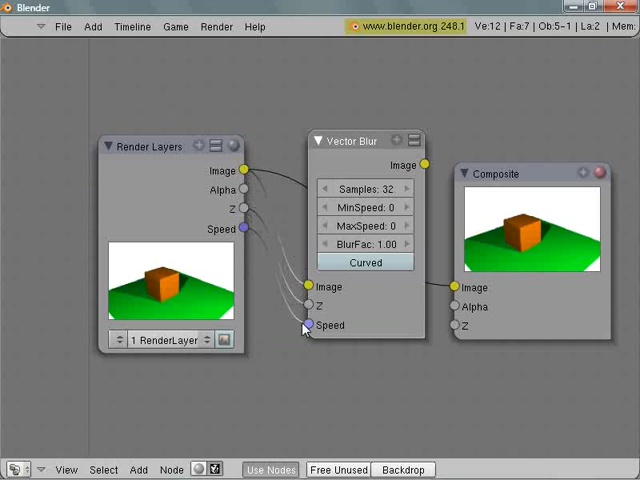 Blender
File Add Timeline Game Render Help www.blender.org 248.1 Ve:12 | Fa:7 | Ob:5-1 | La:2 | Mem:
Render Layers
Image
Alpha
Z
Speed
1 RenderLayer
Vector Blur
Image
Samples: 32
MinSpeed: 0
MaxSpeed: 0
BlurFac: 1.00
Curved
Image
Z
Speed
Composite
Image
Alpha
Z
View Select Add Node Use Nodes Free Unused Backdrop